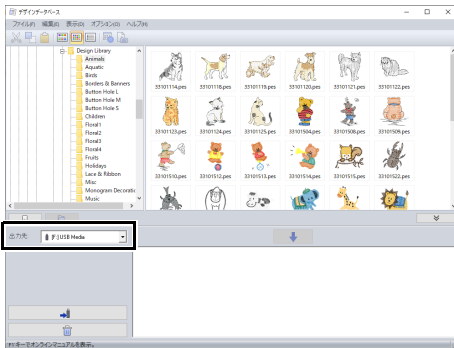 デザインデータベース
ファイル(F) 編集(E) 表示(D) オプション(O) ヘルプ(H)
Design Library
Animals
Aquatic
Birds
Borders & Banners
Button Hole L
Button Hole M
Button Hole S
Children
Floral1
Floral2
Floral3
Floral4
Fruits
Holidays
Lace & Ribbon
Misc
Monogram Decoratic
Music
33101114.pes 33101118.pes 33101119.pes 33101120.pes 33101121.pes 33101122.pes
33101123.pes 33101124.pes 33101125.pes 33101504.pes 33101508.pes 33101509.pes
33101510.pes 33101512.pes 33101513.pes 33101514.pes 33101515.pes 33101522.pes
出力先: (F:) USB Media
F1キーでオンラインマニュアルを表示。